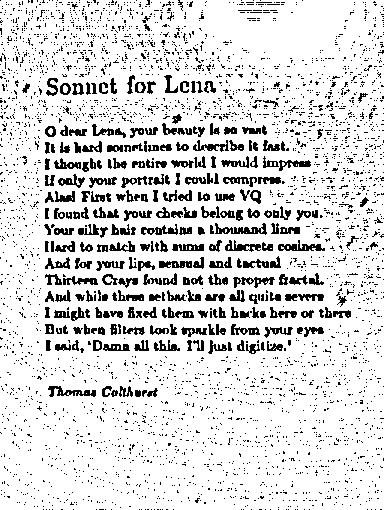 Sonnet for Lena
O dear Lena, your beauty is so vast
It is hard sometimes to describe it fast.
I thought the entire world I would impress
If only your portrait I could compress.
Alas! First when I tried to use VQ
I found that your cheeks belong to only you.
Your silky hair contains a thousand lines
Hard to match with sums of discrete cosines.
And for your lips, sensual and tactual
Thirteen Crays found not the proper fractal.
And while these setbacks are all quite severe
I might have fixed them with hacks here or there
But when filters took sparkle from your eyes
I said, 'Damn all this. I'll just digitize.'
Thomas Colthurst